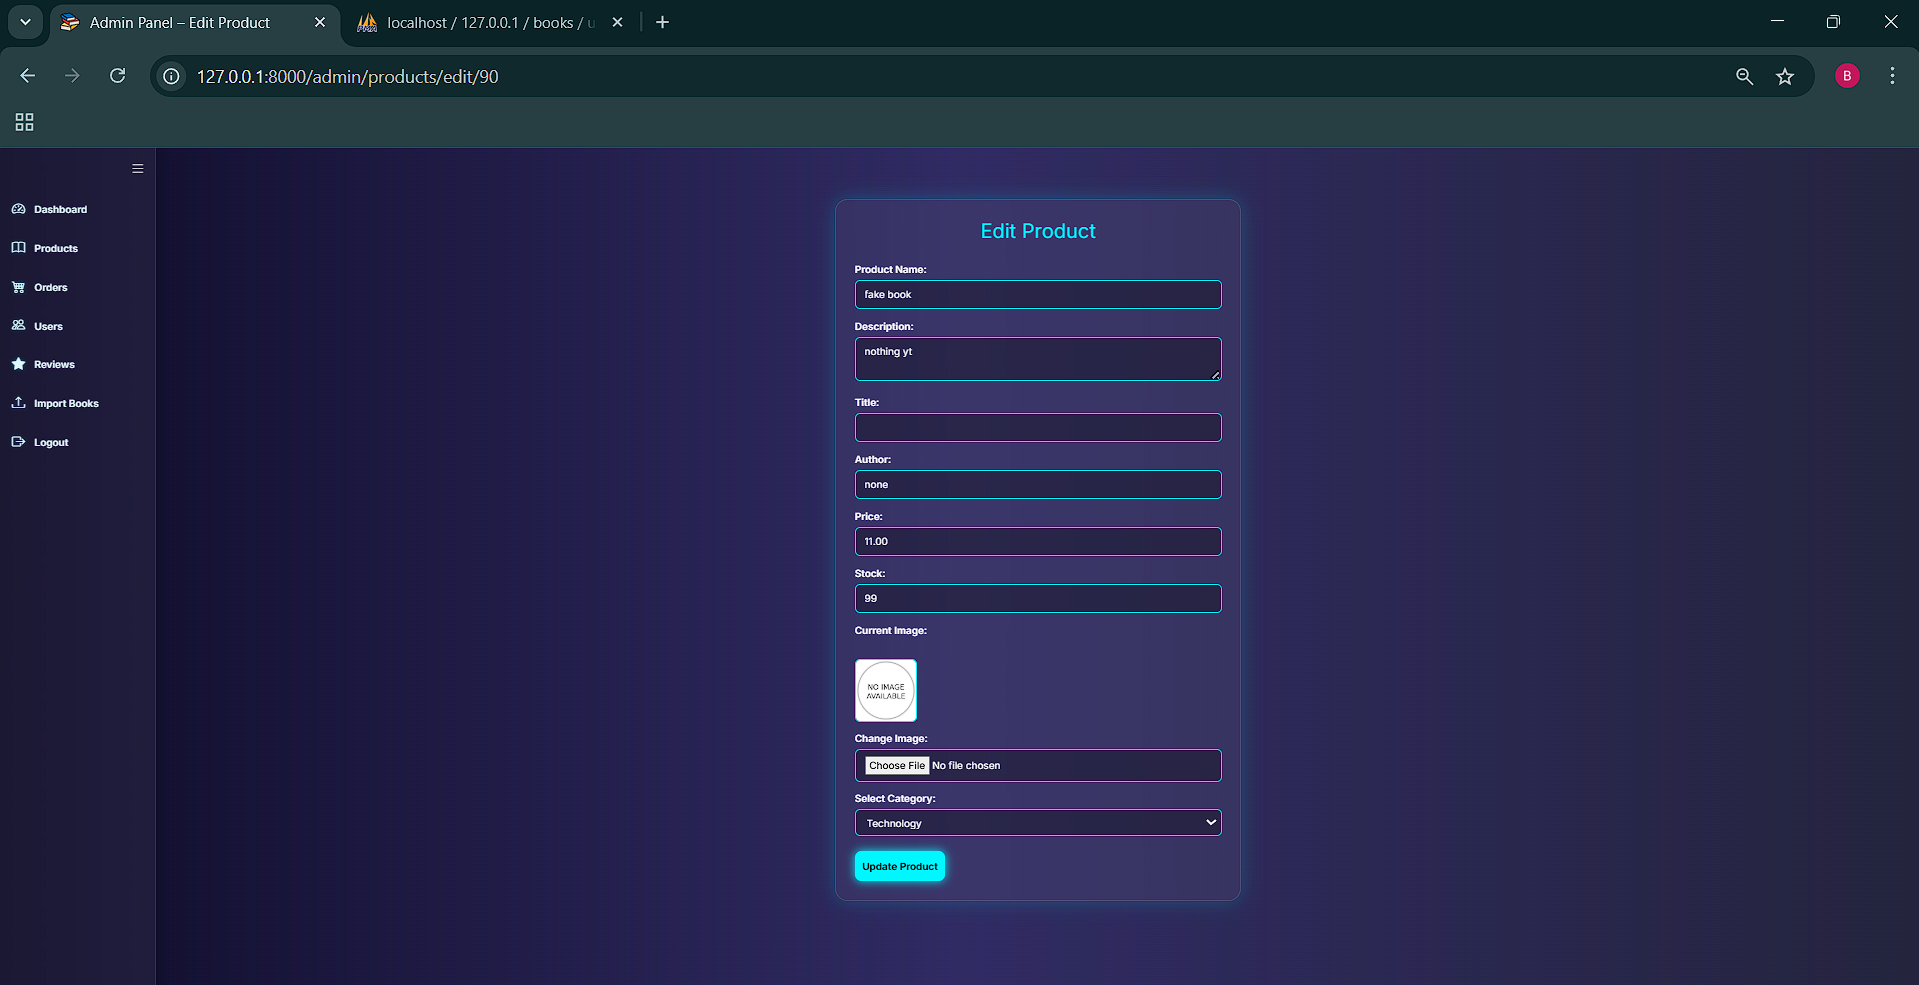 Admin Panel – Edit Product
localhost / 127.0.0.1 / books / u
127.0.0.1:8000/admin/products/edit/90
B
Dashboard
Products
Orders
Users
Reviews
Import Books
Logout
Edit Product
Product Name:
fake book
Description:
nothing yt
Title:
Author:
none
Price:
11.00
Stock:
99
Current Image:
NO IMAGE
AVAILABLE
Change Image:
Choose File No file chosen
Select Category:
Technology
Update Product